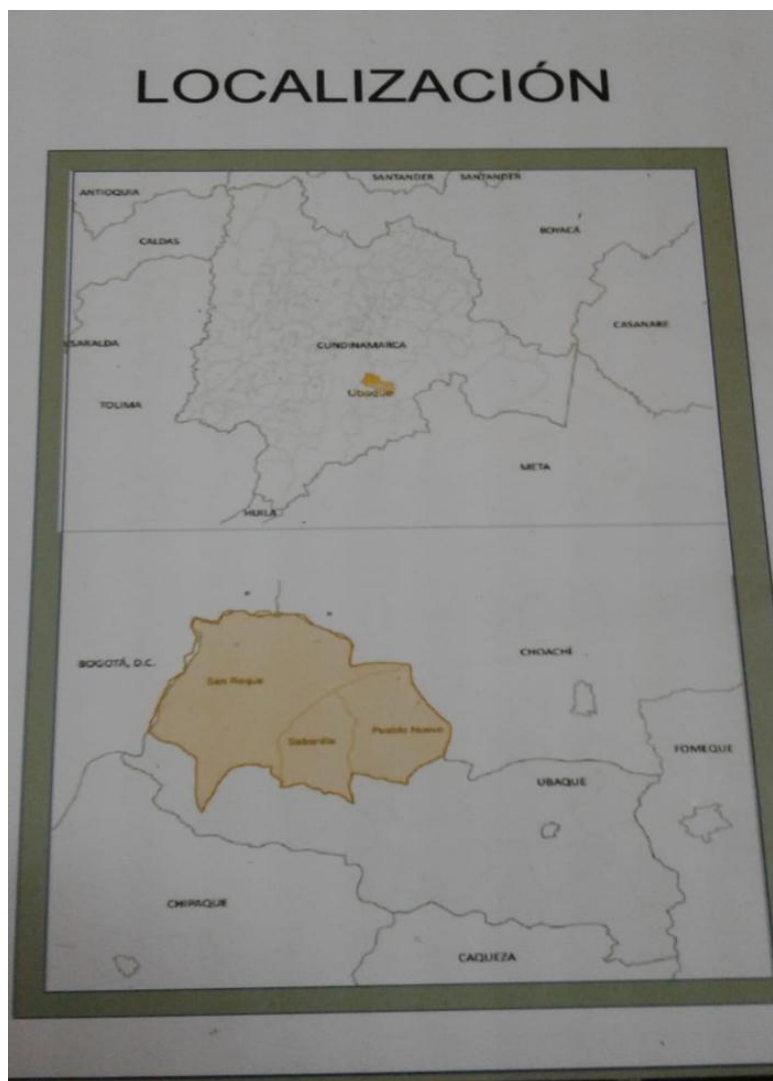 LOCALIZACIÓN
SANTANDER SANTANDER
ANTIOQUIA
BOYACÁ
CALDAS
CASANARE
ISARALDA
CUNDINAMARCA
Ubaque
TOLIMA
META
HUILA
CHOACHÍ
BOGOTÁ, D.C.
San Roque
Pueblo Nuevo
Sabanilla
FOMEQUE
UBAQUE
CHIPAQUE
CAQUEZA